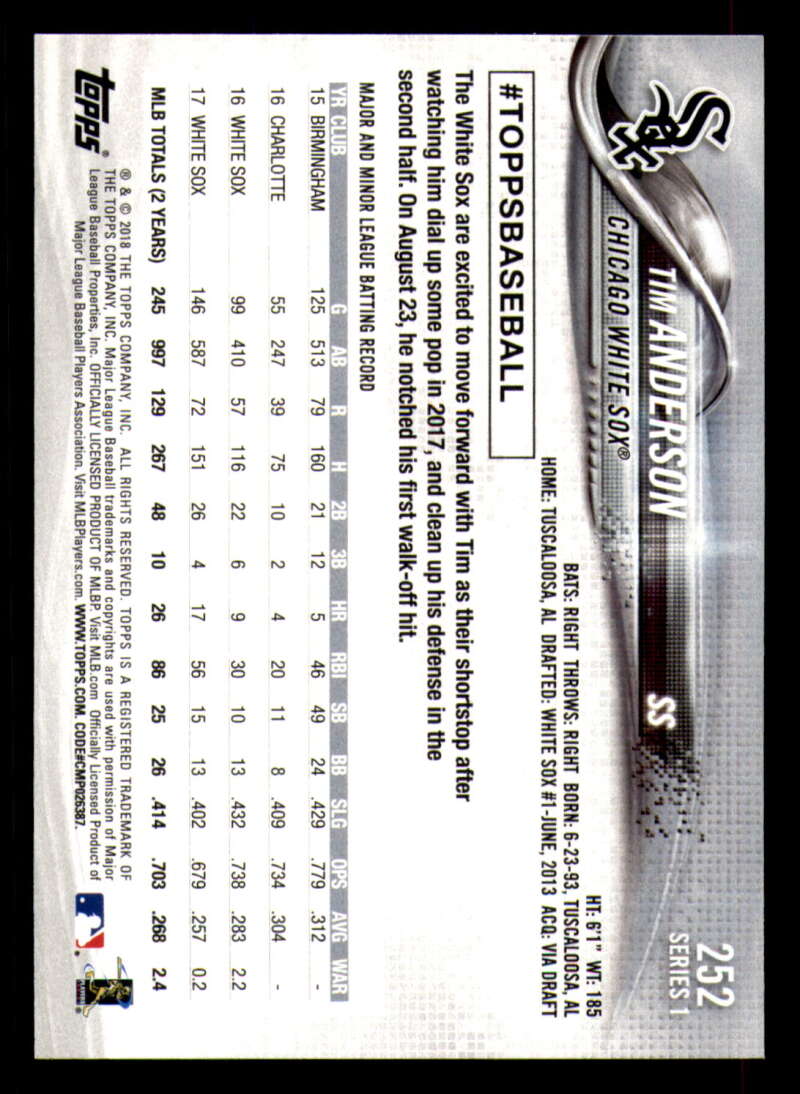 252
SERIES 1
Sox
TIM ANDERSON SS
CHICAGO WHITE SOX®
HT: 6'1" WT: 185
BATS: RIGHT THROWS: RIGHT BORN: 6-23-93, TUSCALOOSA, AL
HOME: TUSCALOOSA, AL DRAFTED: WHITE SOX #1-JUNE, 2013 ACQ: VIA DRAFT
#TOPPSBASEBALL
The White Sox are excited to move forward with Tim as their shortstop after
watching him dial up some pop in 2017, and clean up his defense in the
second half. On August 23, he notched his first walk-off hit.
MAJOR AND MINOR LEAGUE BATTING RECORD
YR CLUB G AB R H 2B 3B HR RBI SB BB SLG OPS AVG WAR
15 BIRMINGHAM 125 513 79 160 21 12 5 46 49 24 .429 .779 .312 -
16 CHARLOTTE 55 247 39 75 10 2 4 20 11 8 .409 .734 .304 -
16 WHITE SOX 99 410 57 116 22 6 9 30 10 13 .432 .738 .283 2.2
17 WHITE SOX 146 587 72 151 26 4 17 56 15 13 .402 .679 .257 0.2
MLB TOTALS (2 YEARS) 245 997 129 267 48 10 26 86 25 26 .414 .703 .268 2.4
topps®
® & © 2018 THE TOPPS COMPANY, INC. ALL RIGHTS RESERVED. TOPPS IS A REGISTERED TRADEMARK OF
THE TOPPS COMPANY, INC. Major League Baseball trademarks and copyrights are used with permission of Major
League Baseball Properties, Inc. OFFICIALLY LICENSED PRODUCT OF MLBP. Visit MLB.com Officially Licensed Product of
Major League Baseball Players Association. Visit MLBPlayers.com. WWW.TOPPS.COM. CODE#CMP026387.